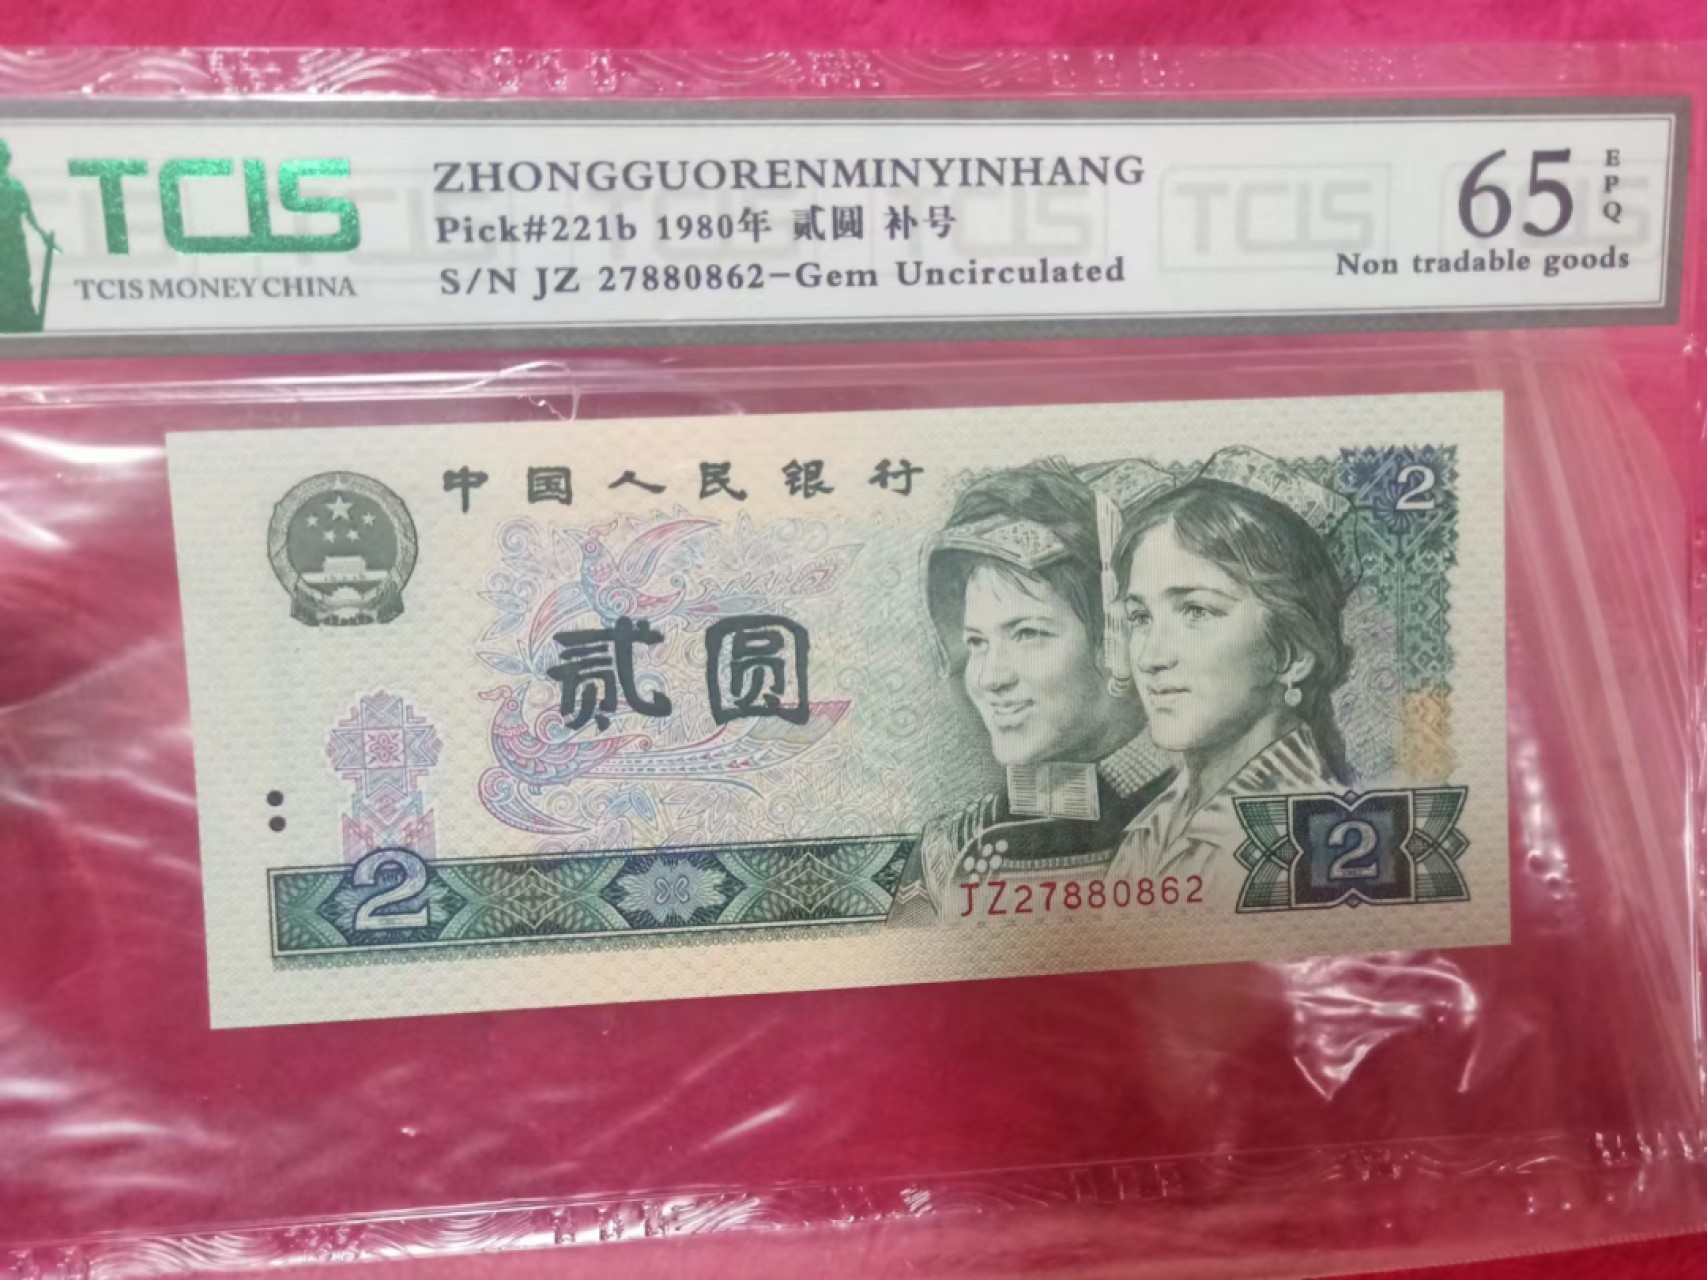 TCIS
TCIS MONEY CHINA
ZHONGGUORENMINYINHANG
Pick#221b 1980年 贰圆 补号
S/N JZ 27880862-Gem Uncirculated
65 EPQ
Non tradable goods
中国人民银行
2
贰圆
2
JZ27880862
2